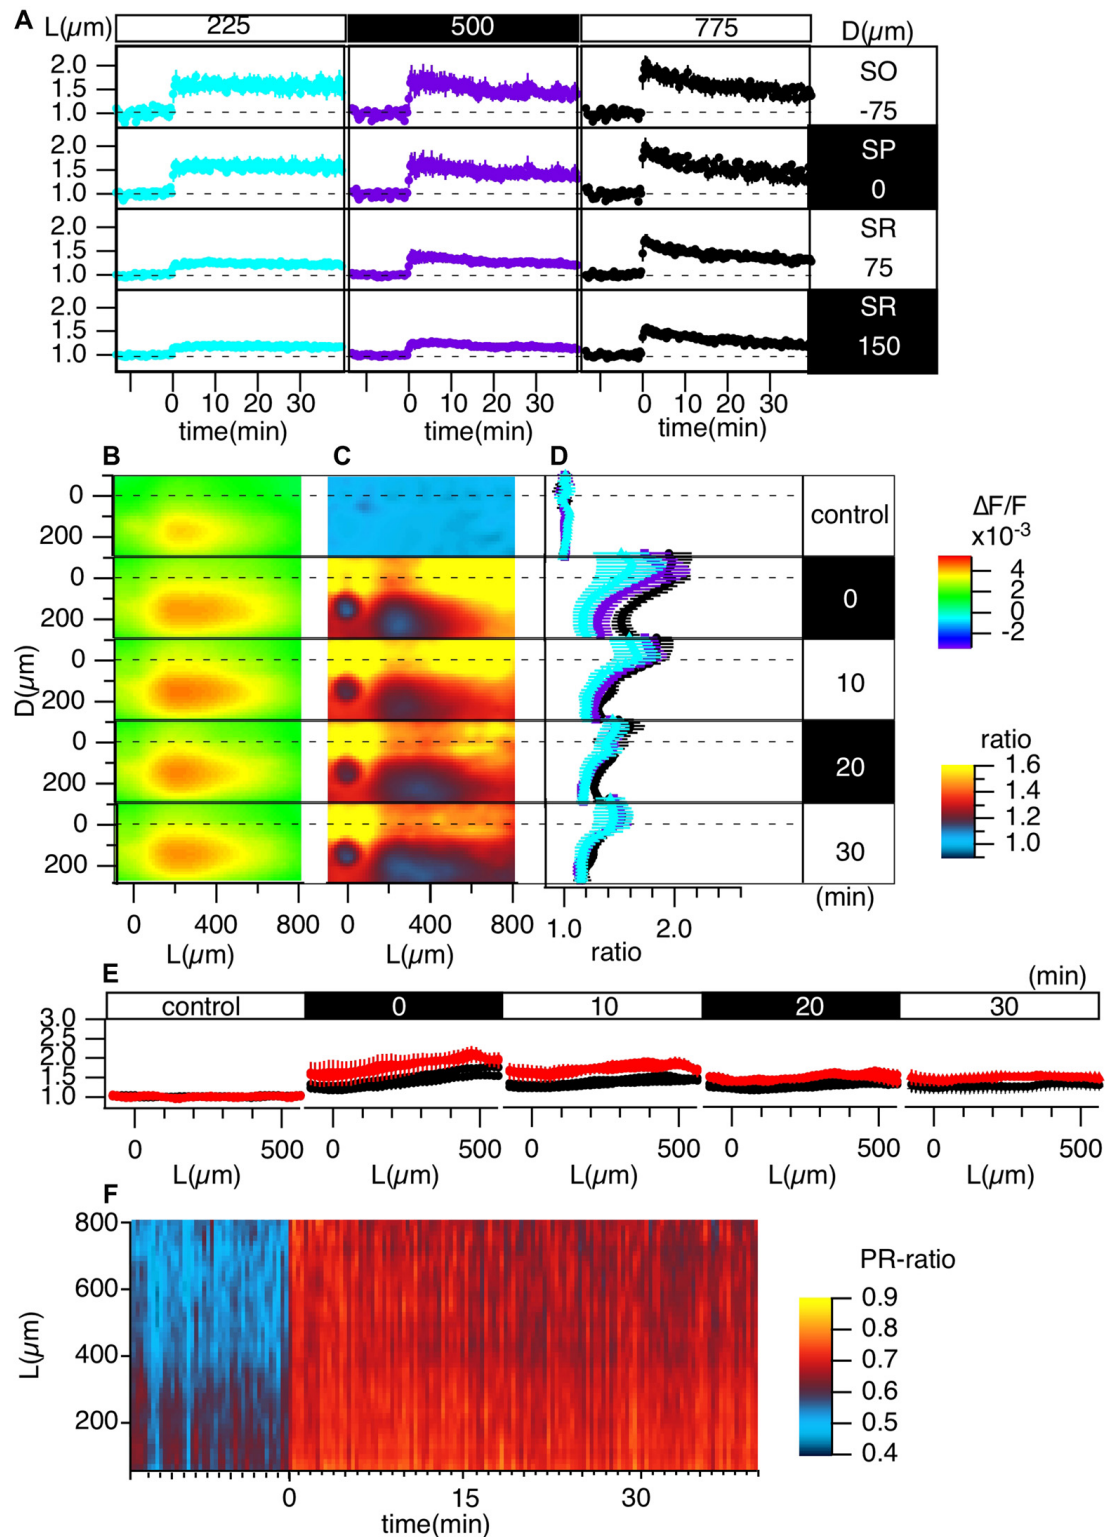 A L(μm) 225 500 775 D(μm)
2.0
1.5
1.0
SO
-75
2.0
1.5
1.0
SP
0
2.0
1.5
1.0
SR
75
2.0
1.5
1.0
SR
150
0 10 20 30 0 10 20 30 0 10 20 30
time(min) time(min) time(min)
B C D
D(μm)
0
200
control
0
200
0
0
200
10
0
200
20
0
200
30
(min)
ΔF/F
x10-3
4
2
0
-2
ratio
1.6
1.4
1.2
1.0
0 400 800 0 400 800 1.0 2.0
L(μm) L(μm) ratio
E (min)
control 0 10 20 30
3.0
2.5
2.0
1.5
1.0
0 500 0 500 0 500 0 500 0 500
L(μm) L(μm) L(μm) L(μm) L(μm)
F
L(μm)
800
600
400
200
0 15 30
time(min)
PR-ratio
0.9
0.8
0.7
0.6
0.5
0.4